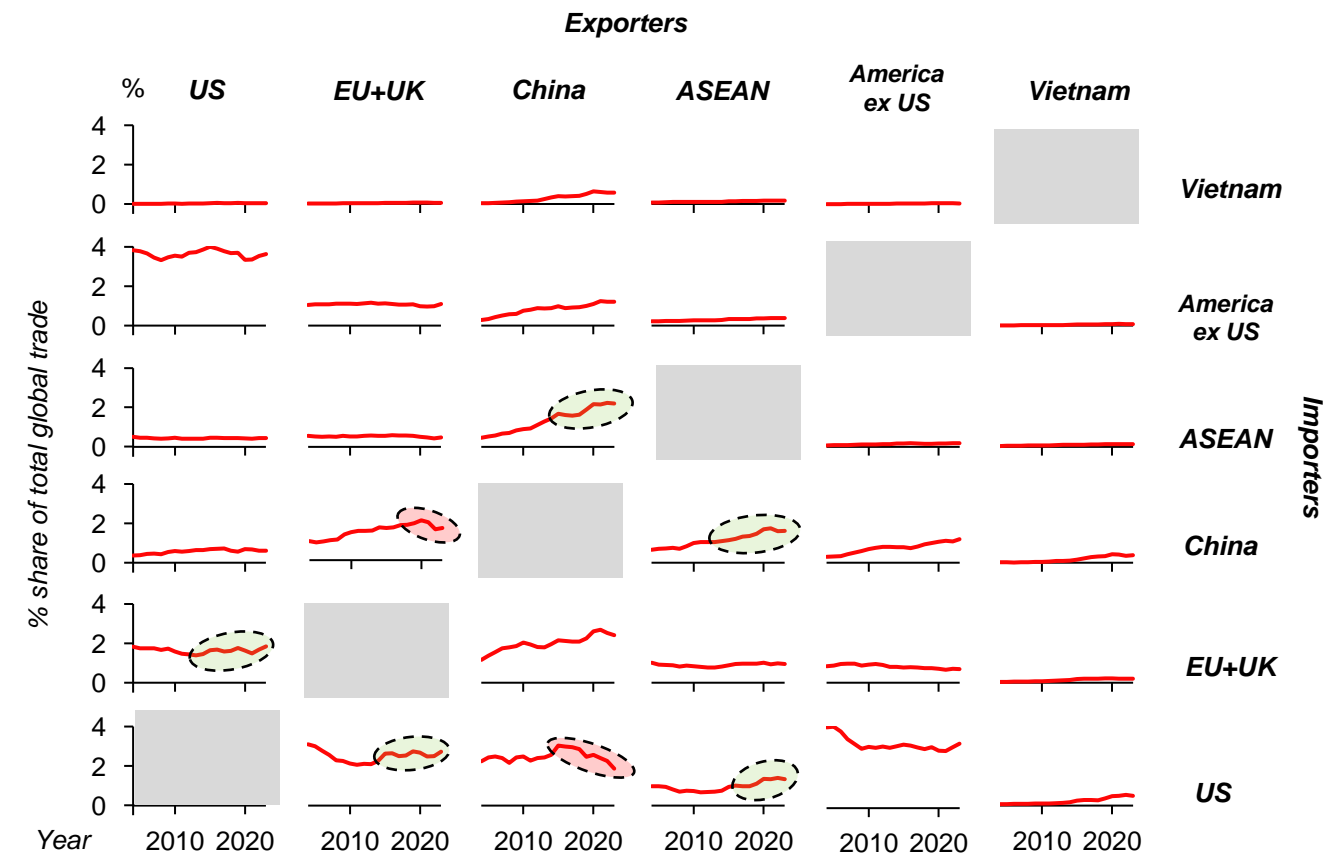 Exporters
% US EU+UK China ASEAN America ex US Vietnam
4
2
0
Vietnam
4
2
0
America
ex US
4
2
0
ASEAN
4
2
0
China
4
2
0
EU+UK
4
2
0
US
% share of total global trade
Importers
Year 2010 2020 2010 2020 2010 2020 2010 2020 2010 2020 2010 2020